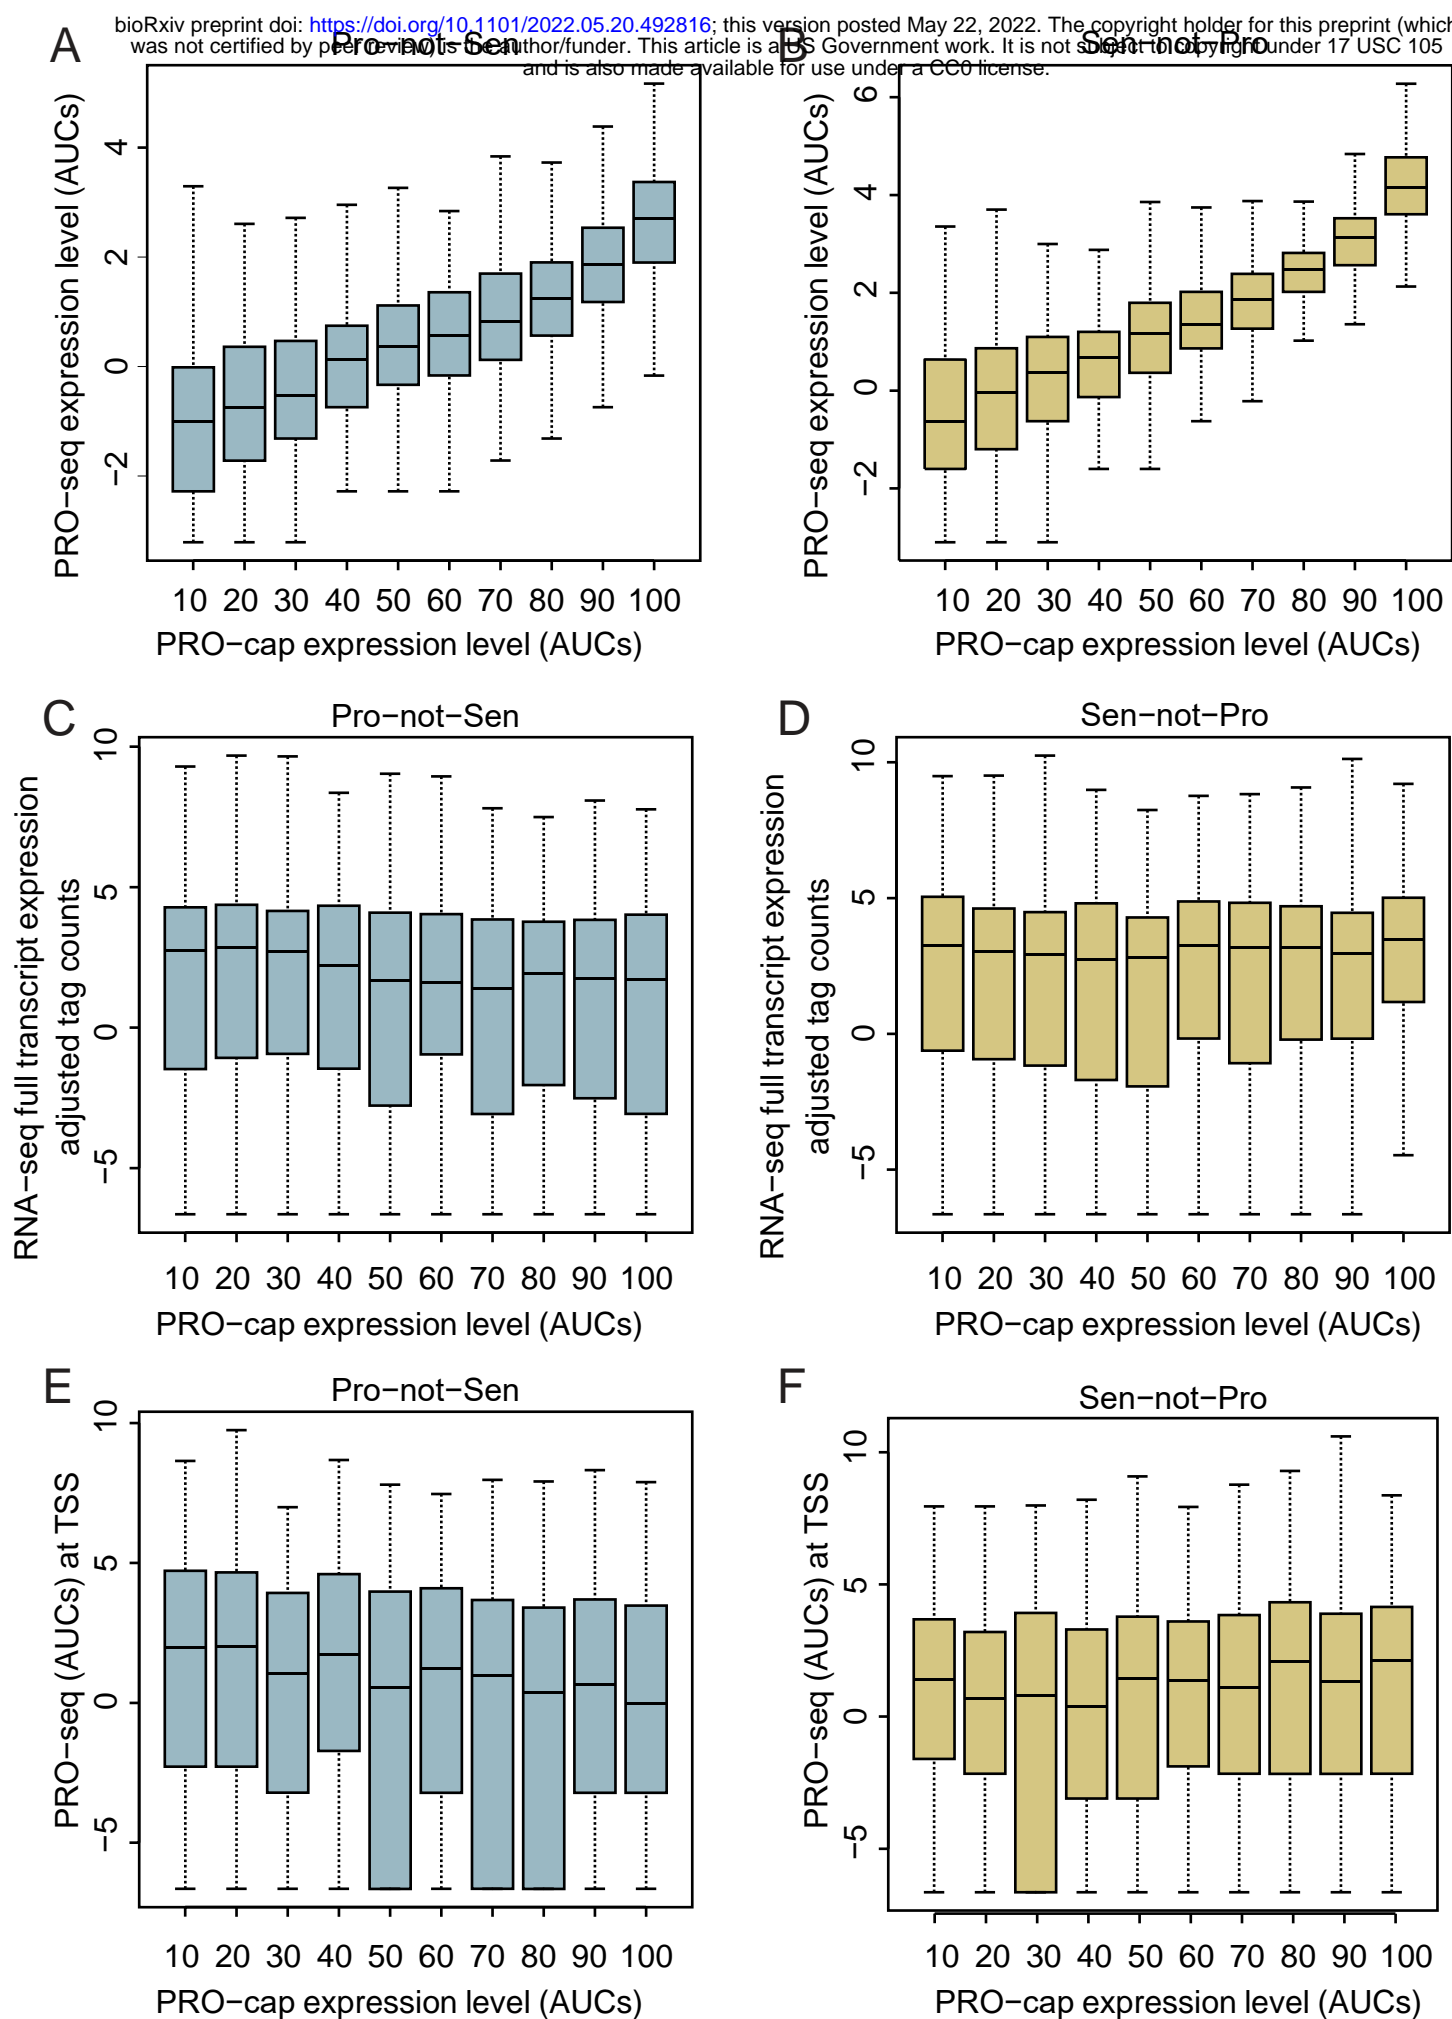 bioRxiv preprint doi: https://doi.org/10.1101/2022.05.20.492816; this version posted May 22, 2022. The copyright holder for this preprint (which
was not certified by peer review) is the author/funder. This article is a US Government work. It is not subject to copyright under 17 USC 105
and is also made available for use under a CC0 license.
A
Pro−not−Sen
PRO−seq expression level (AUCs)
4
2
0
−2
10 20 30 40 50 60 70 80 90 100
PRO−cap expression level (AUCs)
B
Sen−not−Pro
PRO−seq expression level (AUCs)
6
4
2
0
−2
10 20 30 40 50 60 70 80 90 100
PRO−cap expression level (AUCs)
C
Pro−not−Sen
RNA−seq full transcript expression
adjusted tag counts
10
5
0
−5
10 20 30 40 50 60 70 80 90 100
PRO−cap expression level (AUCs)
D
Sen−not−Pro
RNA−seq full transcript expression
adjusted tag counts
10
5
0
−5
10 20 30 40 50 60 70 80 90 100
PRO−cap expression level (AUCs)
E
Pro−not−Sen
PRO−seq (AUCs) at TSS
10
5
0
−5
10 20 30 40 50 60 70 80 90 100
PRO−cap expression level (AUCs)
F
Sen−not−Pro
PRO−seq (AUCs) at TSS
10
5
0
−5
10 20 30 40 50 60 70 80 90 100
PRO−cap expression level (AUCs)